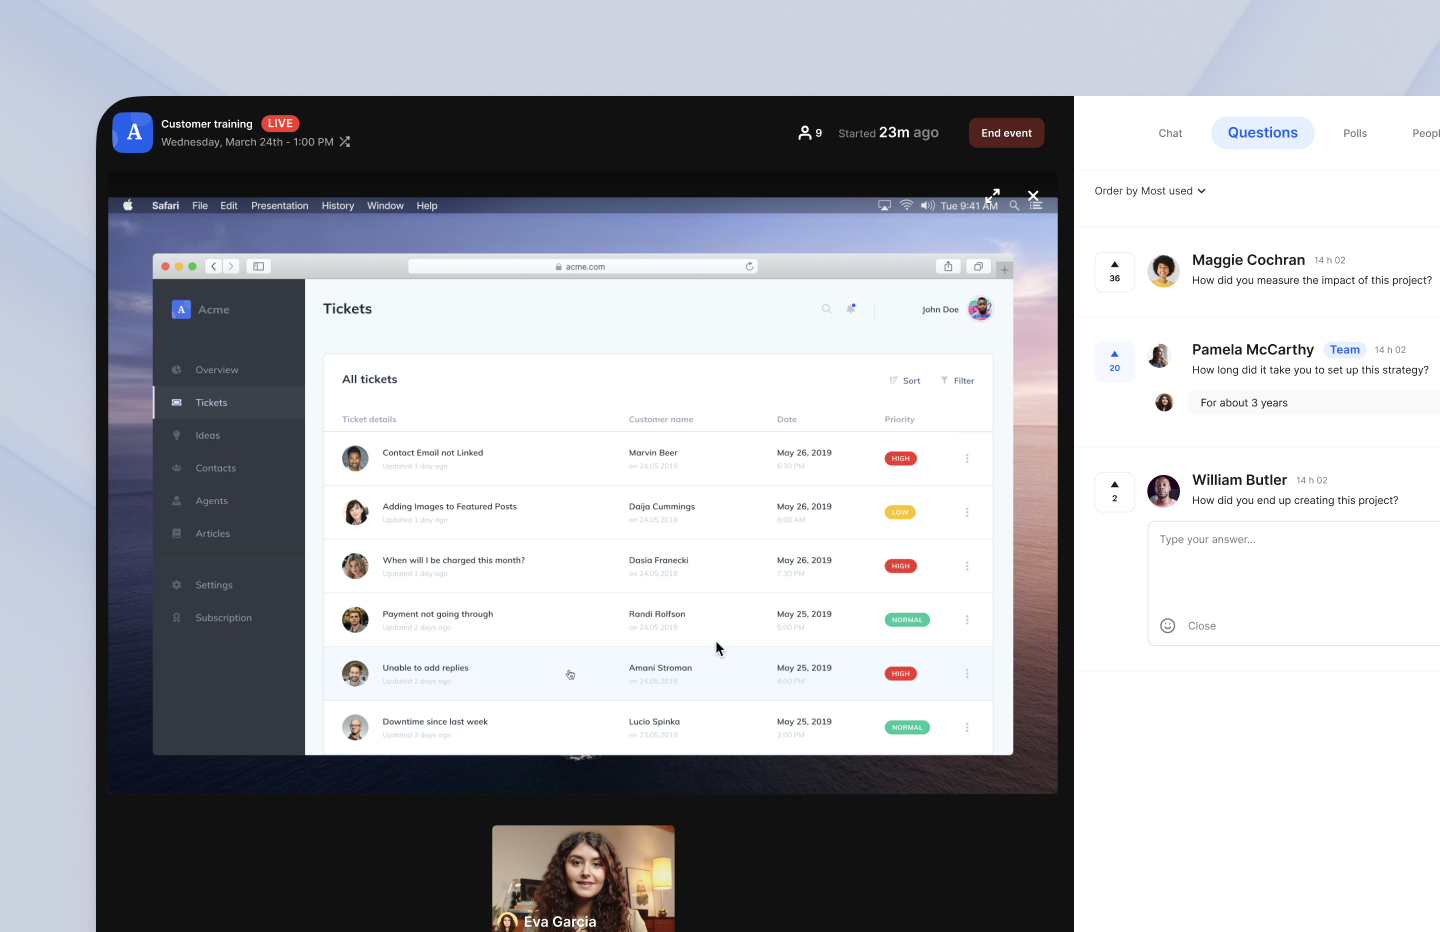 A
Customer training LIVE
Wednesday, March 24th - 1:00 PM
9
Started 23m ago
End event
Chat
Questions
Polls
Peopl
Order by Most used
Safari File Edit Presentation History Window Help
Tue 9:41 AM
acme.com
A Acme
Overview
Tickets
Ideas
Contacts
Agents
Articles
Settings
Subscription
Tickets
John Doe
All tickets
Sort
Filter
Ticket details Customer name Date Priority
Contact Email not Linked Marvin Beer May 26, 2019 HIGH
Updated 1 day ago on 24.05.2019 6:30 PM
Adding Images to Featured Posts Daija Cummings May 26, 2019 LOW
Updated 1 day ago on 24.05.2019 8:00 AM
When will I be charged this month? Dasia Franecki May 26, 2019 HIGH
Updated 1 day ago on 24.05.2019 7:30 PM
Payment not going through Randi Rolfson May 25, 2019 NORMAL
Updated 2 days ago on 24.05.2019 5:00 PM
Unable to add replies Amani Stroman May 25, 2019 HIGH
Updated 2 days ago on 24.05.2019 4:00 PM
Downtime since last week Lucio Spinka May 25, 2019 NORMAL
Updated 3 days ago on 23.05.2019 2:00 PM
Eva Garcia
36
Maggie Cochran 14 h 02
How did you measure the impact of this project?
20
Pamela McCarthy Team 14 h 02
How long did it take you to set up this strategy?
For about 3 years
2
William Butler 14 h 02
How did you end up creating this project?
Type your answer...
Close